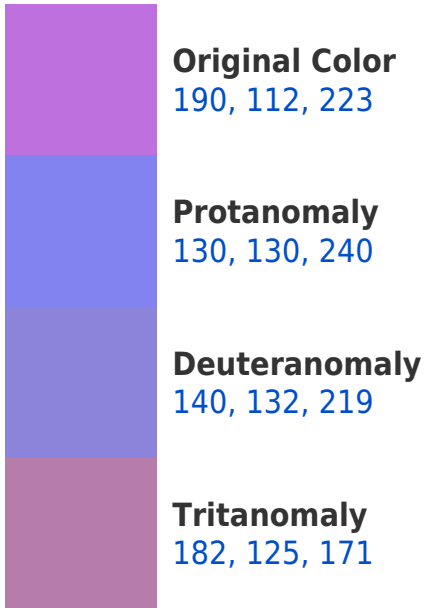 Original Color
190, 112, 223
Protanomaly
130, 130, 240
Deuteranomaly
140, 132, 219
Tritanomaly
182, 125, 171